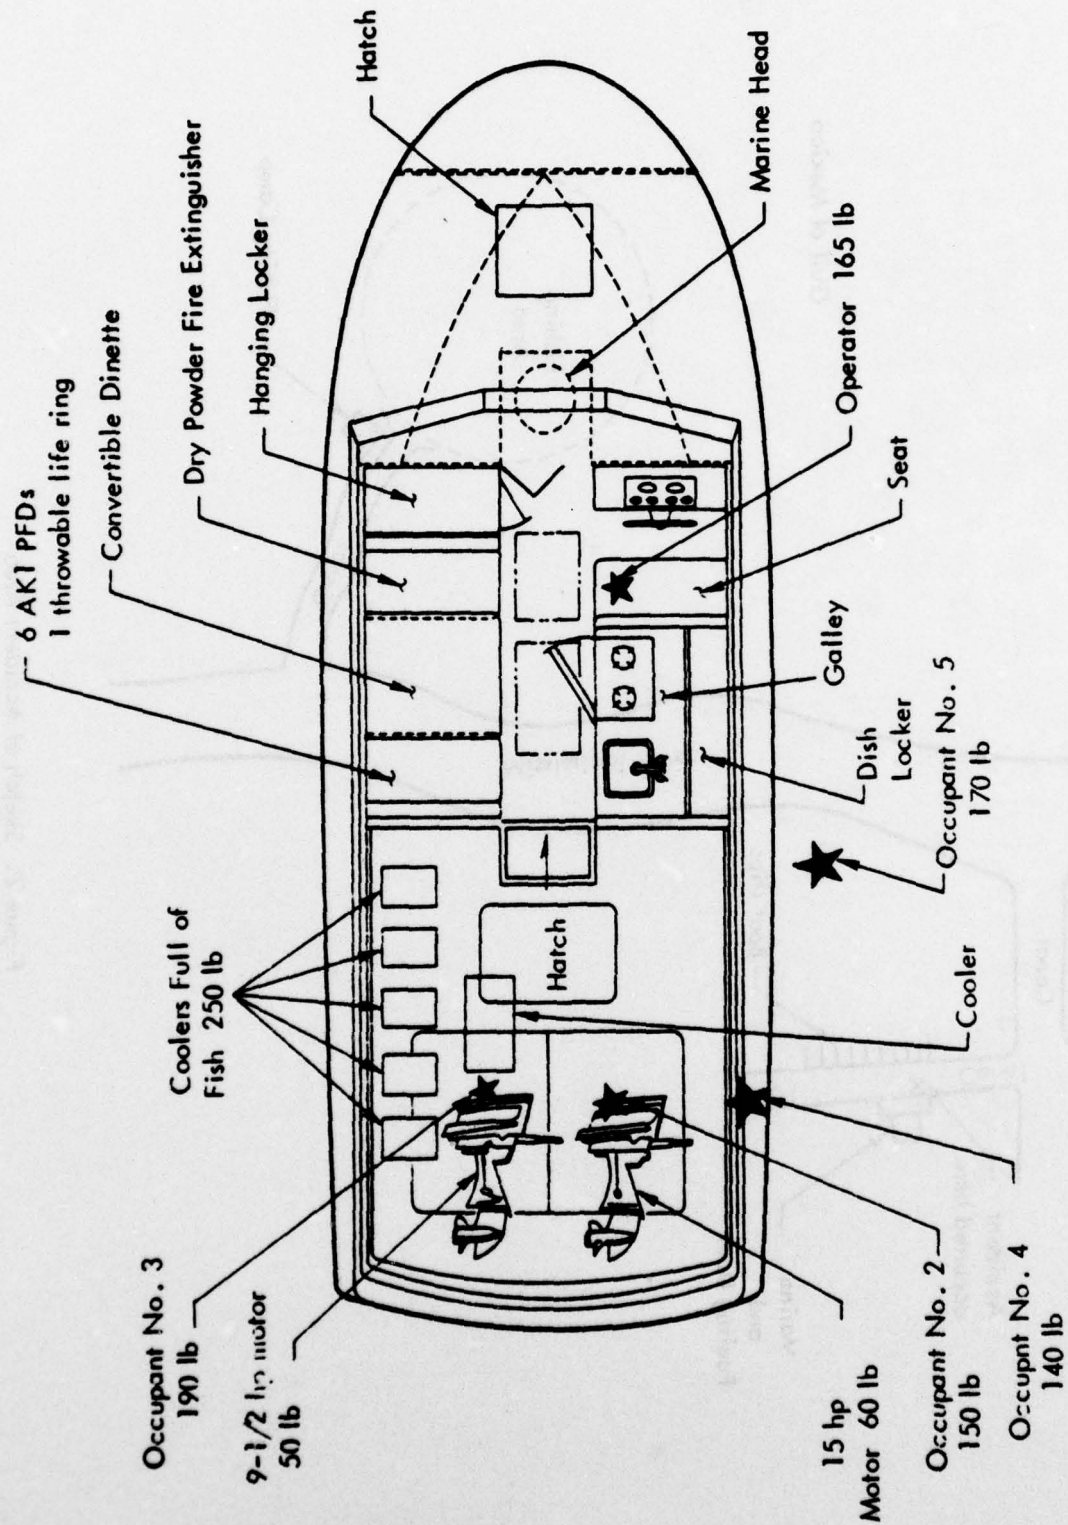 6 AK1 PFDs
1 throwable life ring
Convertible Dinette
Dry Powder Fire Extinguisher
Hanging Locker
Hatch
Coolers Full of
Fish 250 lb
Occupant No. 3
190 lb
9-1/2 hp motor
50 lb
Hatch
15 hp
Motor 60 lb
Occupant No. 2
150 lb
Occupnt No. 4
140 lb
Cooler
Occupant No. 5
170 lb
Dish
Locker
Galley
Seat
Operator 165 lb
Marine Head